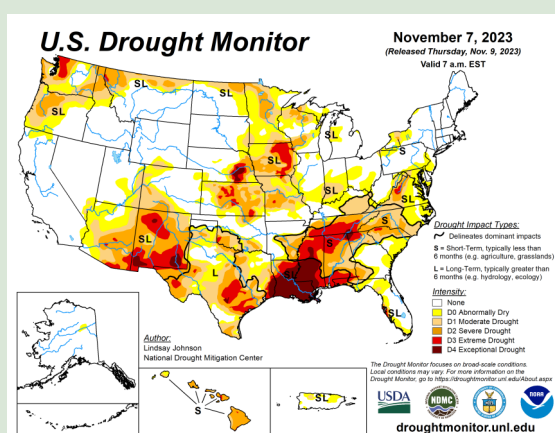 U.S. Drought Monitor
November 7, 2023
(Released Thursday, Nov. 9, 2023)
Valid 7 a.m. EST
SL
SL
SL
SL
SL
SL
S
SL
SL
S
S
SL
L
SL
SL
Drought Impact Types:
Delineates dominant impacts
S = Short-Term, typically less than
6 months (e.g. agriculture, grasslands)
L = Long-Term, typically greater than
6 months (e.g. hydrology, ecology)
Intensity:
None
D0 Abnormally Dry
D1 Moderate Drought
D2 Severe Drought
D3 Extreme Drought
D4 Exceptional Drought
Author:
Lindsay Johnson
National Drought Mitigation Center
S
SL
The Drought Monitor focuses on broad-scale conditions.
Local conditions may vary. For more information on the
Drought Monitor, go to https://droughtmonitor.unl.edu/About.aspx
USDA
NDMC
NOAA
droughtmonitor.unl.edu